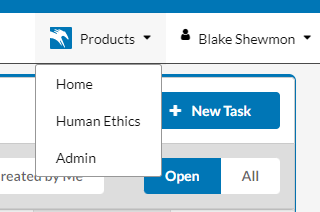 Products Blake Shewmon
Home
Human Ethics
+ New Task
Admin
reated by Me Open All